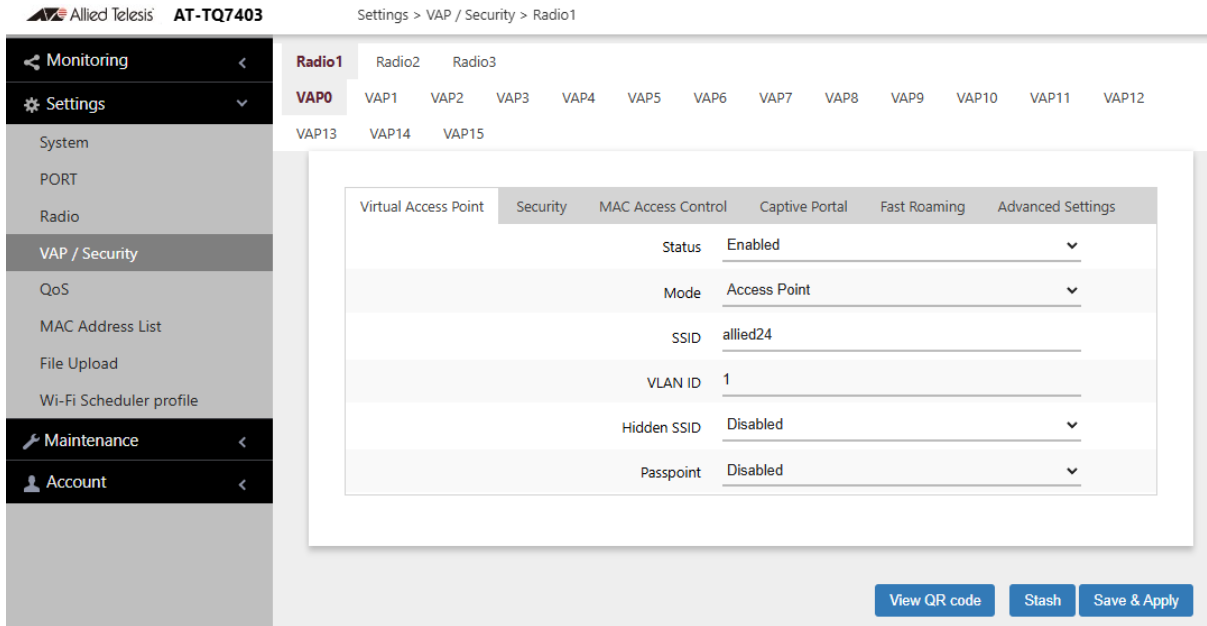 Allied Telesis AT-TQ7403 Settings > VAP / Security > Radio1
Monitoring
Radio1 Radio2 Radio3
Settings
VAP0 VAP1 VAP2 VAP3 VAP4 VAP5 VAP6 VAP7 VAP8 VAP9 VAP10 VAP11 VAP12
VAP13 VAP14 VAP15
System
PORT
Radio
VAP / Security
QoS
MAC Address List
File Upload
Wi-Fi Scheduler profile
Maintenance
Account
Virtual Access Point Security MAC Access Control Captive Portal Fast Roaming Advanced Settings
Status Enabled
Mode Access Point
SSID allied24
VLAN ID 1
Hidden SSID Disabled
Passpoint Disabled
View QR code Stash Save & Apply